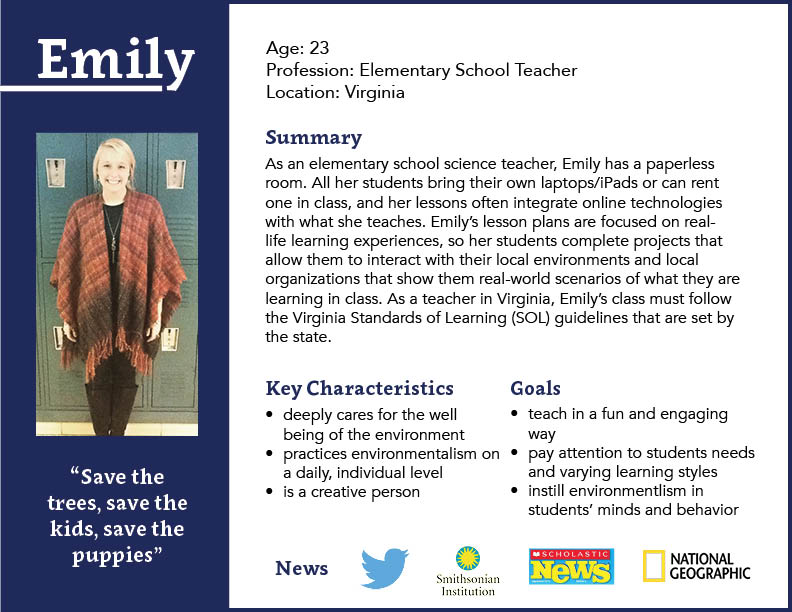 Emily
Age: 23
Profession: Elementary School Teacher
Location: Virginia
Summary
As an elementary school science teacher, Emily has a paperless
room. All her students bring their own laptops/iPads or can rent
one in class, and her lessons often integrate online technologies
with what she teaches. Emily’s lesson plans are focused on real-
life learning experiences, so her students complete projects that
allow them to interact with their local environments and local
organizations that show them real-world scenarios of what they are
learning in class. As a teacher in Virginia, Emily’s class must follow
the Virginia Standards of Learning (SOL) guidelines that are set by
the state.
Key Characteristics
• deeply cares for the well
being of the environment
• practices environmentalism on
a daily, individual level
• is a creative person
Goals
• teach in a fun and engaging
way
• pay attention to students needs
and varying learning styles
• instill environmentlism in
students’ minds and behavior
“Save the
trees, save the
kids, save the
puppies”
News
Smithsonian
Institution
SCHOLASTIC
News
NATIONAL
GEOGRAPHIC